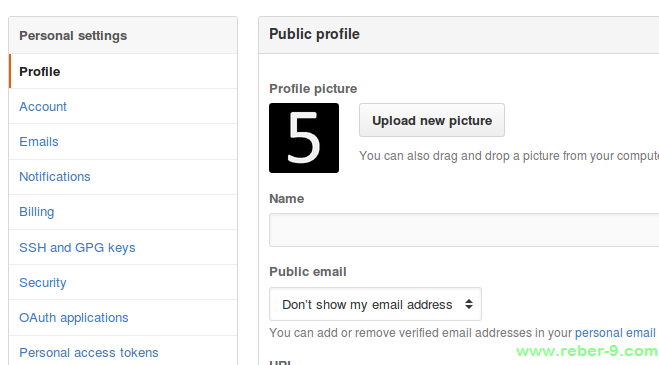 Personal settings
Profile
Account
Emails
Notifications
Billing
SSH and GPG keys
Security
OAuth applications
Personal access tokens
Public profile
Profile picture
5
Upload new picture
You can also drag and drop a picture from your compute
Name
Public email
Don't show my email address
You can add or remove verified email addresses in your personal email
www.reber-9.com